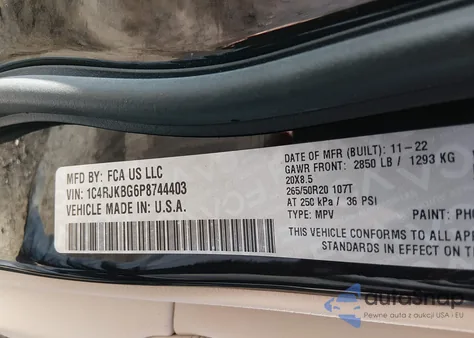 MFD BY: FCA US LLC
VIN: 1C4RJKBG6P8744403
VEHICLE MADE IN: U.S.A.
DATE OF MFR (BUILT): 11-22
GAWR FRONT: 2850 LB / 1293 KG
20X8.5
265/50R20 107T
AT 250 kPa / 36 PSI
TYPE: MPV PAINT:
THIS VEHICLE CONFORMS TO ALL
STANDARDS IN EFFECT ON
autosnap
Pewne auta z aukcji USA i EU